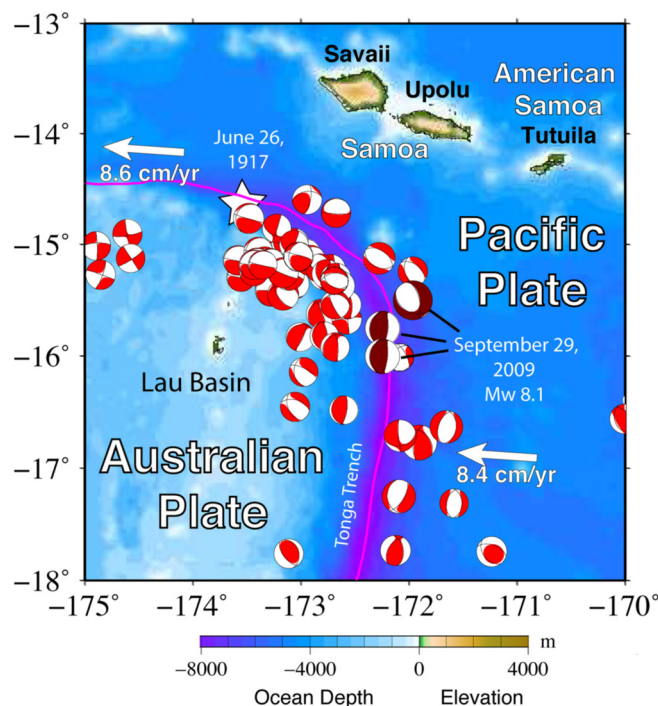 −13°
Savaii
Upolu
American
Samoa
Tutuila
−14°
June 26,
1917
Samoa
8.6 cm/yr
−15°
Pacific
Plate
−16°
September 29,
2009
Mw 8.1
Lau Basin
Australian
Plate
−17°
8.4 cm/yr
Tonga Trench
−18°
−175° −174° −173° −172° −171° −170°
m
−8000 −4000 0 4000
Ocean Depth Elevation